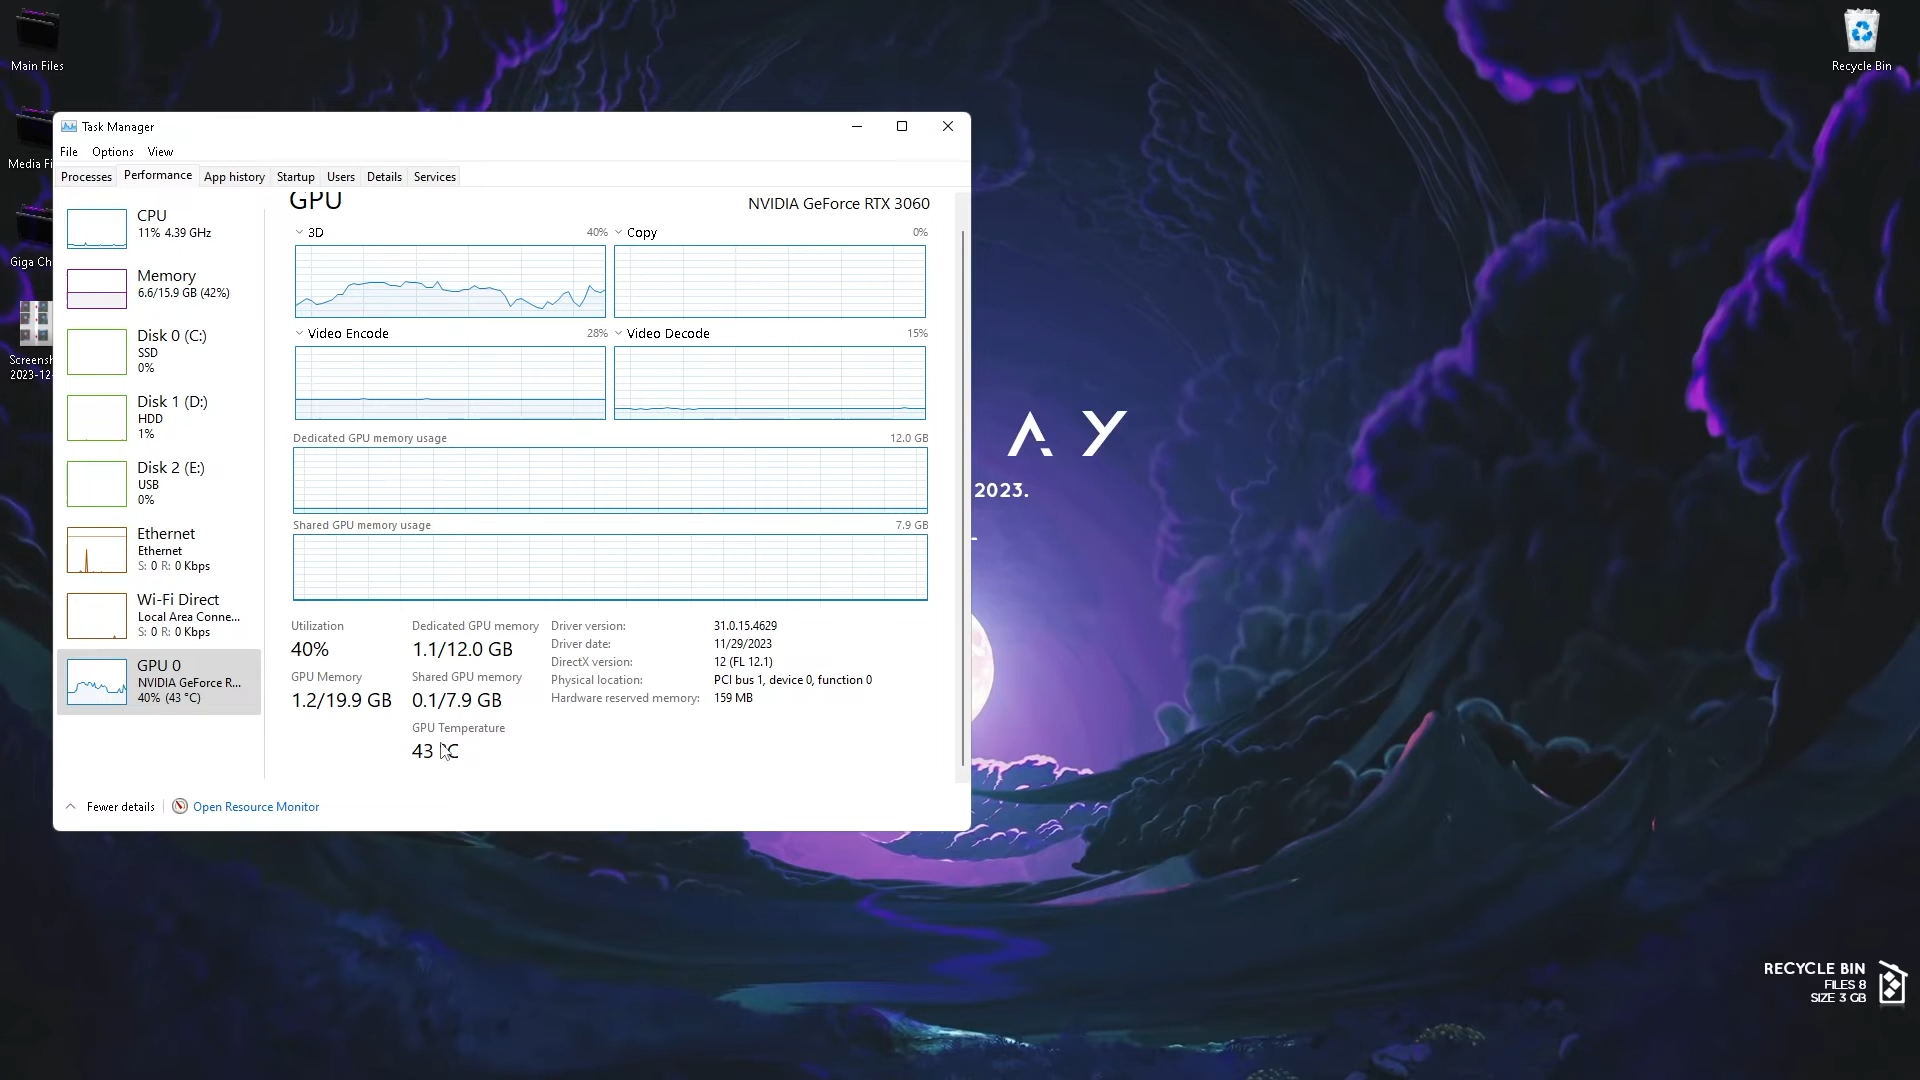 Main Files
Media Fi
Giga Ch
Screensh
2023-12-
Recycle Bin
Task Manager
File Options View
Processes Performance App history Startup Users Details Services
CPU
11% 4.39 GHz
Memory
6.6/15.9 GB (42%)
Disk 0 (C:)
SSD
0%
Disk 1 (D:)
HDD
1%
Disk 2 (E:)
USB
0%
Ethernet
Ethernet
S: 0 R: 0 Kbps
Wi-Fi Direct
Local Area Conne...
S: 0 R: 0 Kbps
GPU 0
NVIDIA GeForce R...
40% (43 °C)
GPU NVIDIA GeForce RTX 3060
3D 40% Copy 0%
Video Encode 28% Video Decode 15%
Dedicated GPU memory usage 12.0 GB
Shared GPU memory usage 7.9 GB
Utilization
40%
GPU Memory
1.2/19.9 GB
Dedicated GPU memory
1.1/12.0 GB
Shared GPU memory
0.1/7.9 GB
GPU Temperature
43 °C
Driver version: 31.0.15.4629
Driver date: 11/29/2023
DirectX version: 12 (FL 12.1)
Physical location: PCI bus 1, device 0, function 0
Hardware reserved memory: 159 MB
Fewer details Open Resource Monitor
A Y
2023.
RECYCLE BIN
FILES 8
SIZE 3 GB